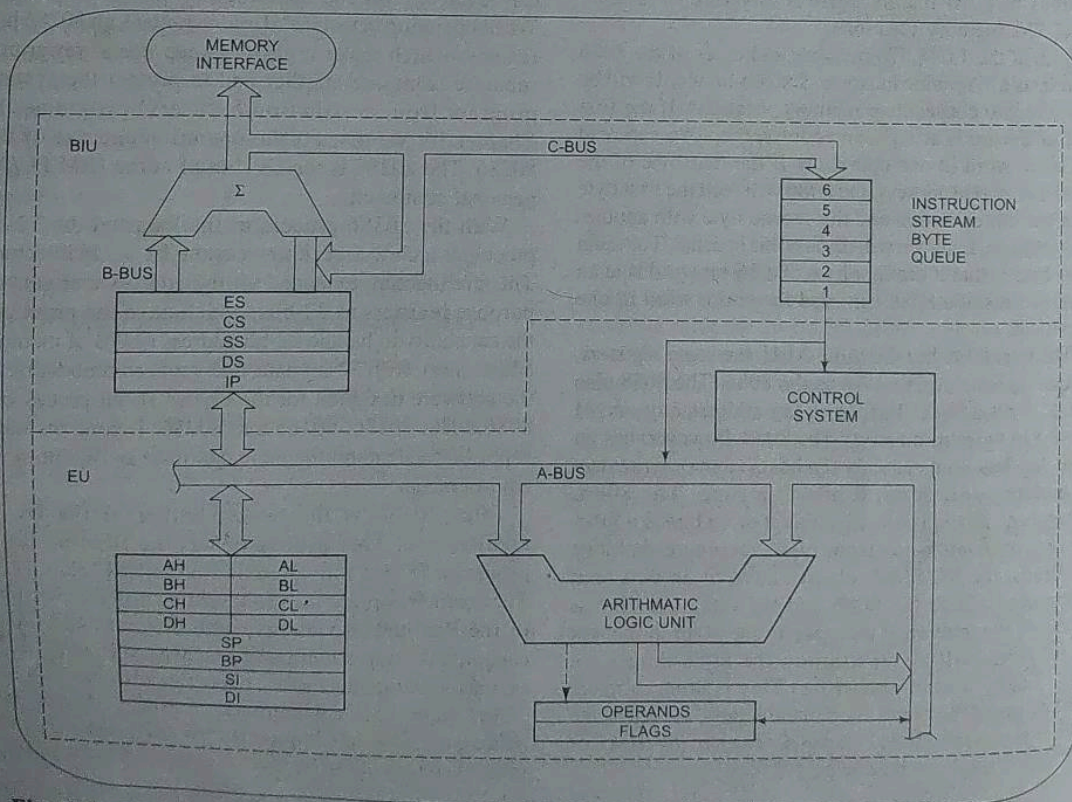 MEMORY
INTERFACE
BIU
C-BUS
Σ
B-BUS
6
5
4
3
2
1
INSTRUCTION
STREAM
BYTE
QUEUE
ES
CS
SS
DS
IP
CONTROL
SYSTEM
EU
A-BUS
AH AL
BH BL
CH CL
DH DL
SP
BP
SI
DI
ARITHMATIC
LOGIC UNIT
OPERANDS
FLAGS